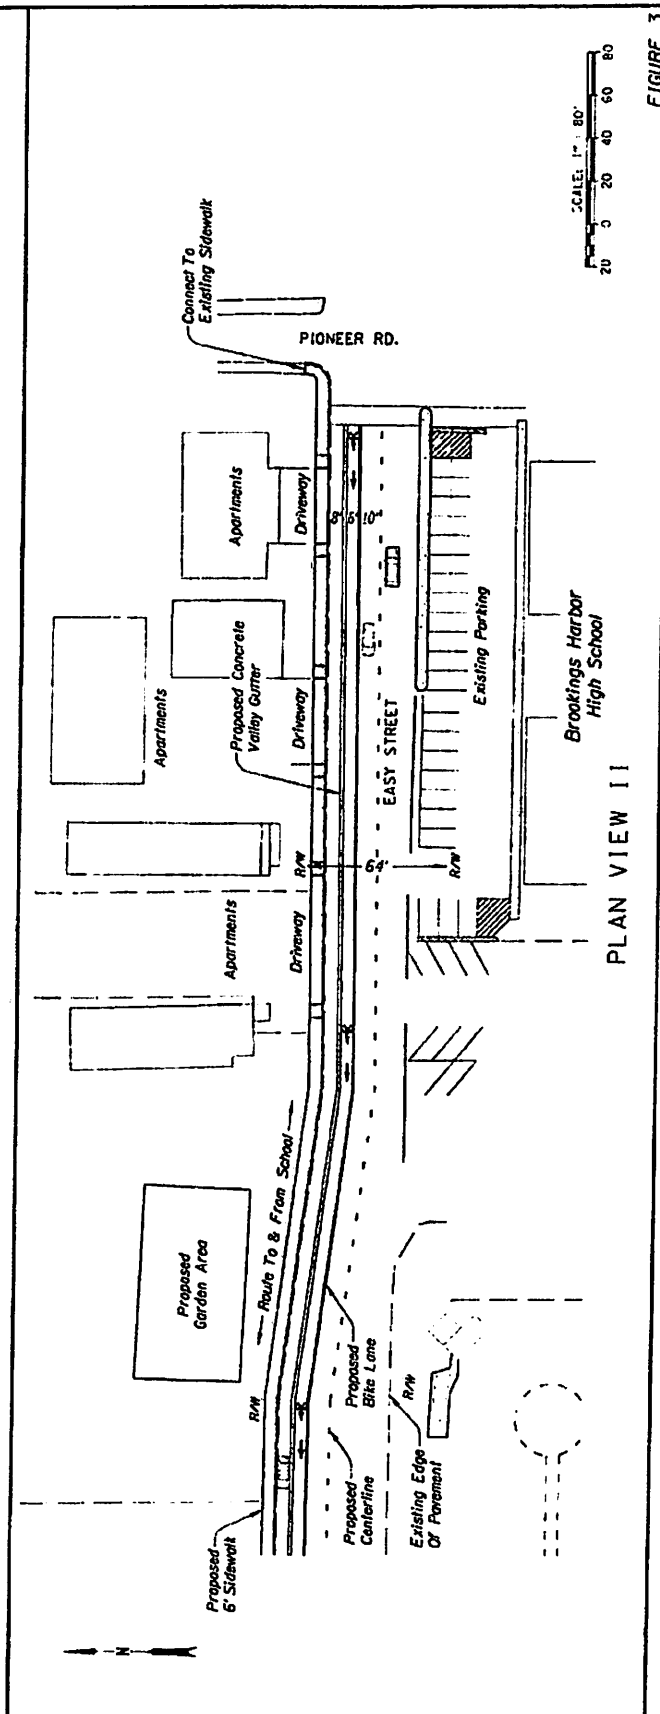 Connect To
Existing Sidewalk
PIONEER RD.
Apartments
Driveway
8' 6' 10'
Proposed Concrete
Valley Gutter
Apartments
Driveway
EASY STREET
Existing Parking
Brookings Harbor
High School
R/W
64'
R/W
Apartments
Driveway
Route To & From School
Proposed
Garden Area
R/W
Proposed
Bike Lane
R/W
Proposed
Centerline
Existing Edge
Of Pavement
Proposed
6' Sidewalk
N
PLAN VIEW II
SCALE: 1" = 80'
20 0 20 40 60 80
FIGURE 3